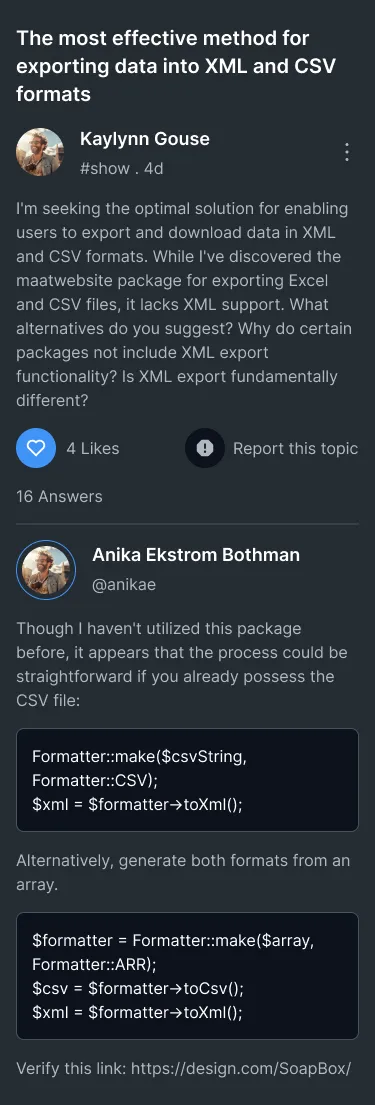 The most effective method for
exporting data into XML and CSV
formats
Kaylynn Gouse
#show . 4d
I'm seeking the optimal solution for enabling
users to export and download data in XML
and CSV formats. While I've discovered the
maatwebsite package for exporting Excel
and CSV files, it lacks XML support. What
alternatives do you suggest? Why do certain
packages not include XML export
functionality? Is XML export fundamentally
different?
4 Likes
Report this topic
16 Answers
Anika Ekstrom Bothman
@anikae
Though I haven't utilized this package
before, it appears that the process could be
straightforward if you already possess the
CSV file:
Formatter::make($csvString,
Formatter::CSV);
$xml = $formatter→toXml();
Alternatively, generate both formats from an
array.
$formatter = Formatter::make($array,
Formatter::ARR);
$csv = $formatter→toCsv();
$xml = $formatter→toXml();
Verify this link: https://design.com/SoapBox/